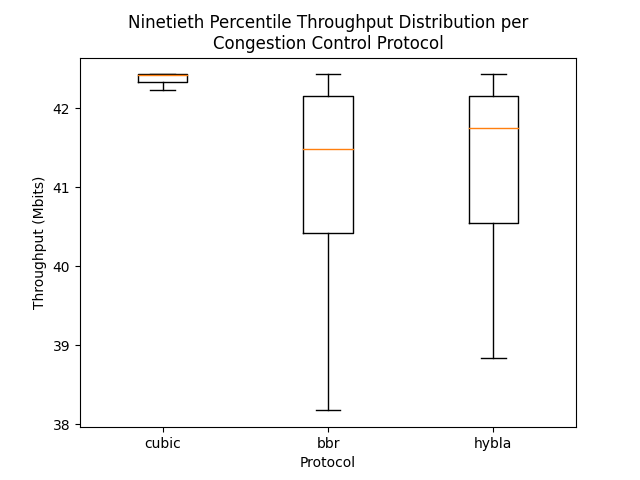 Ninetieth Percentile Throughput Distribution per
Congestion Control Protocol
Throughput (Mbits)
42
41
40
39
38
cubic
bbr
hybla
Protocol